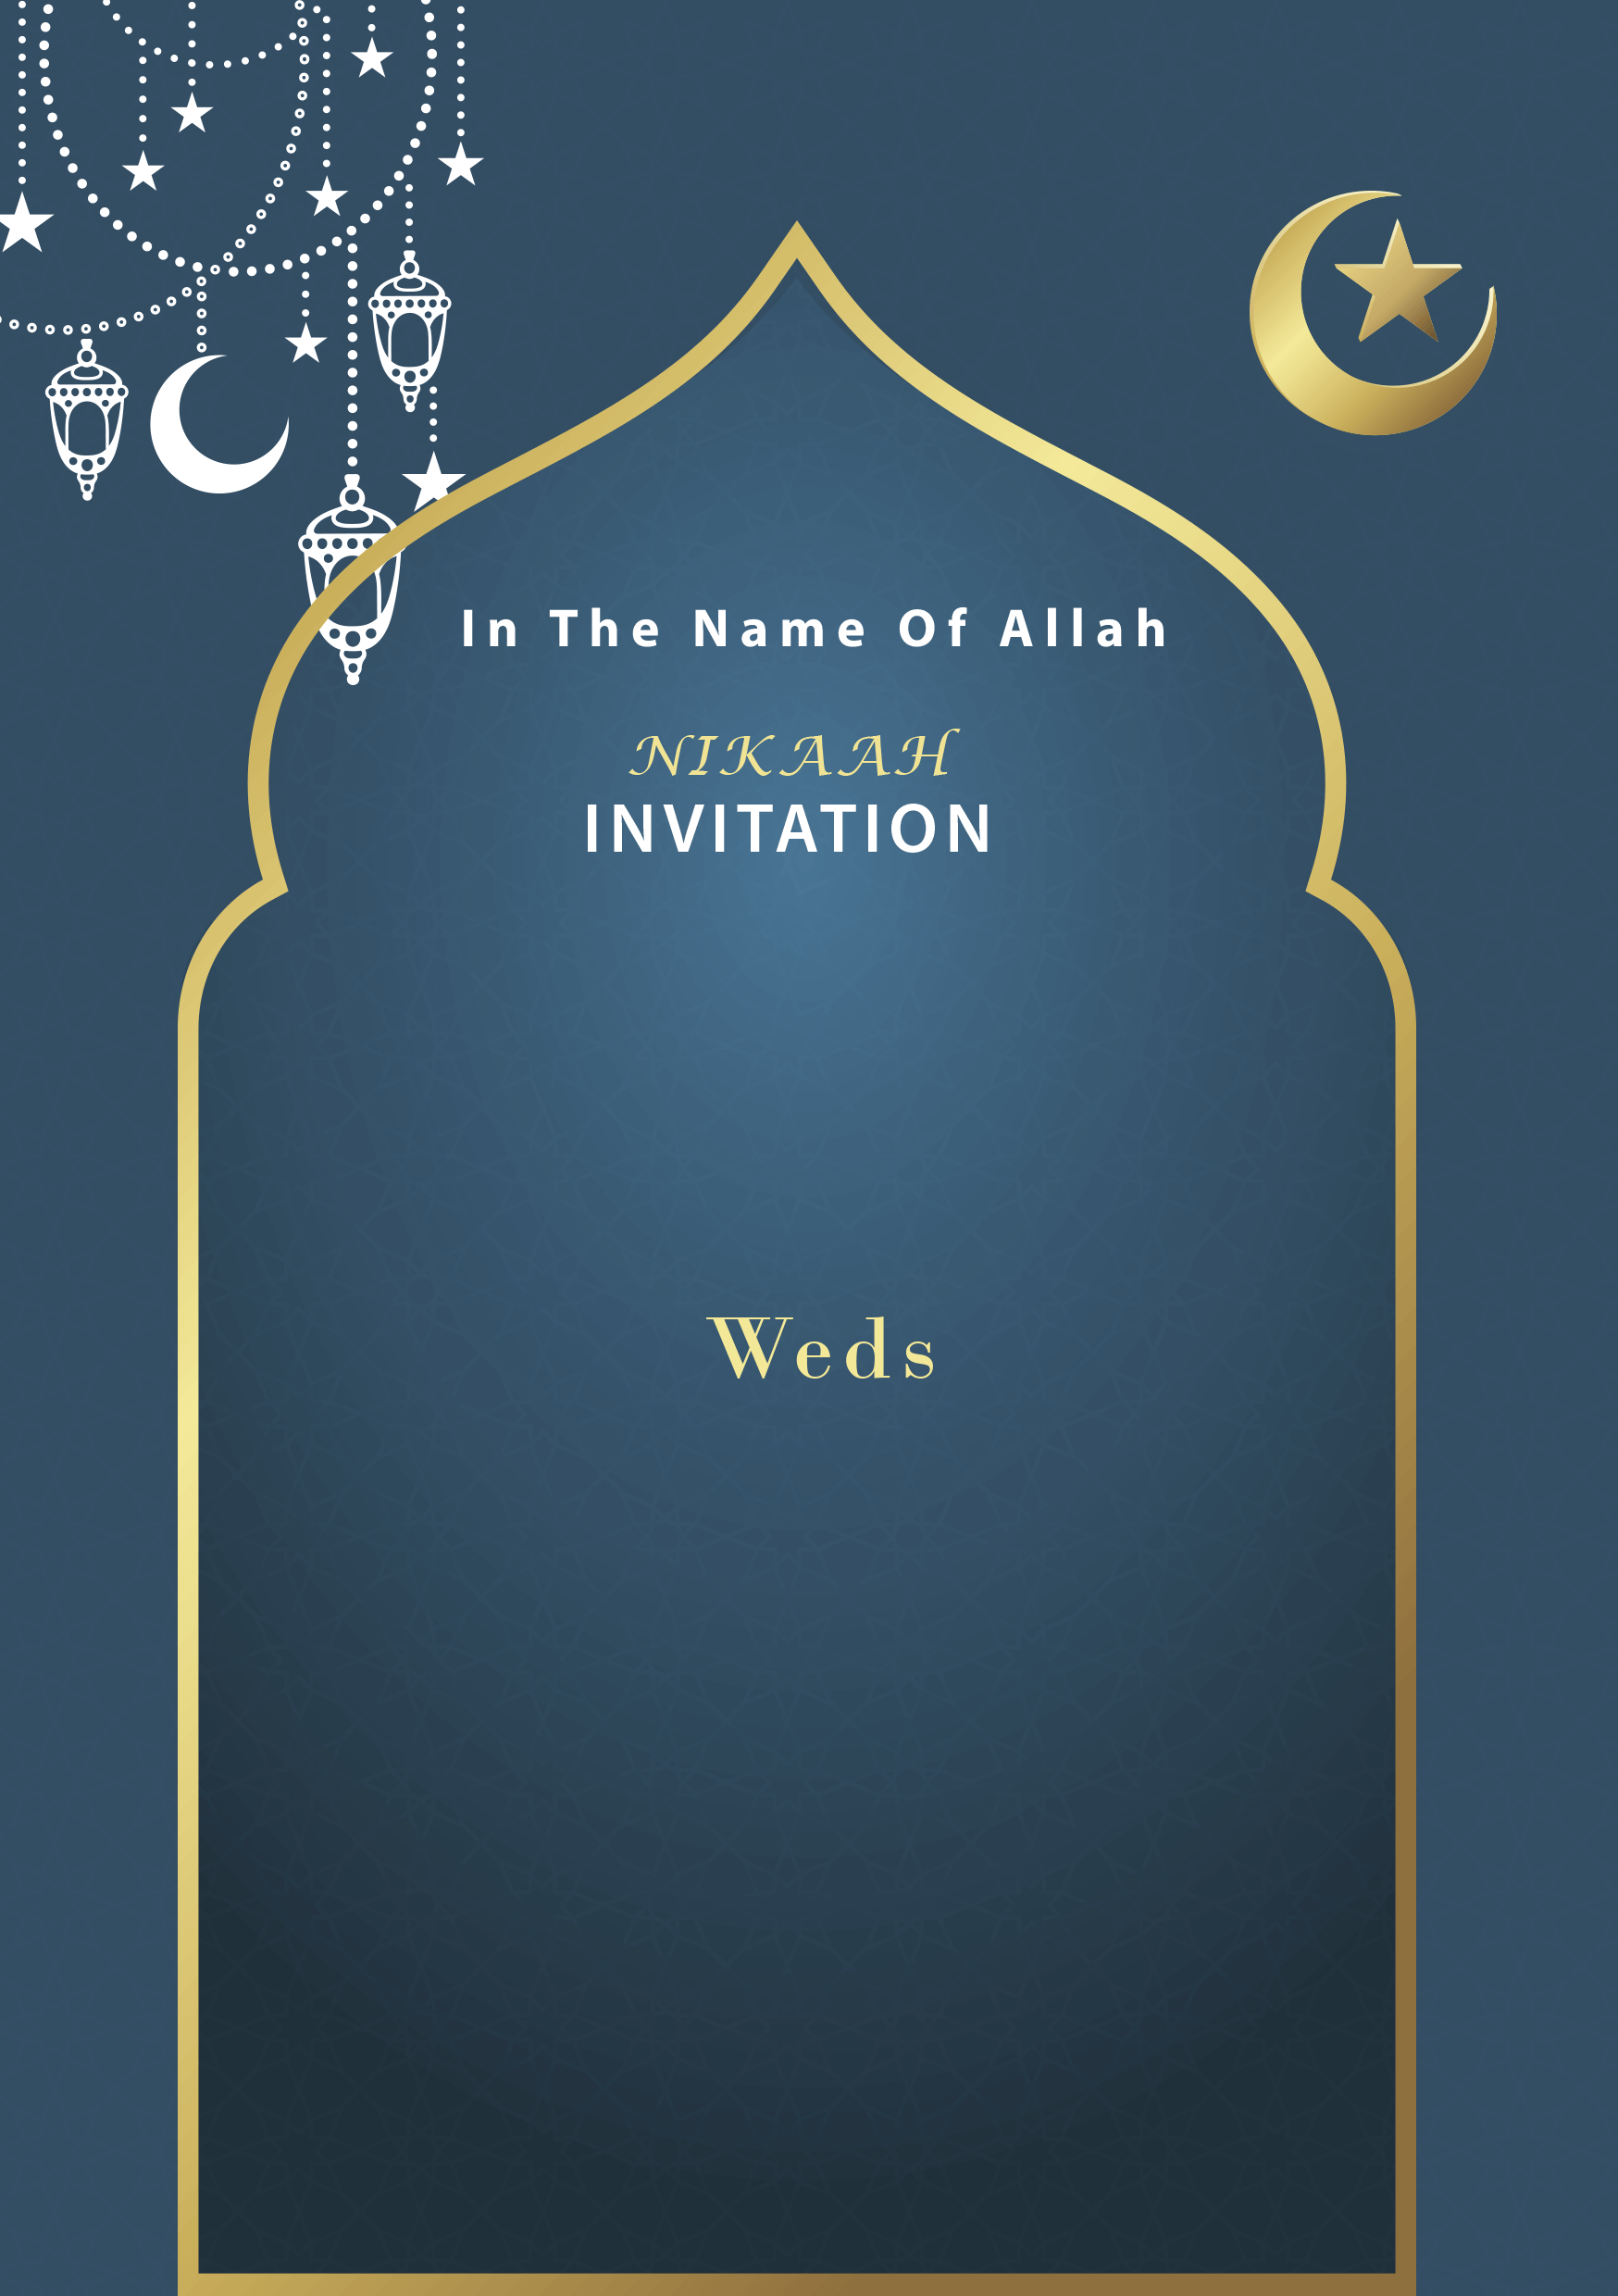 In The Name Of Allah
NIKAAH
INVITATION
Weds